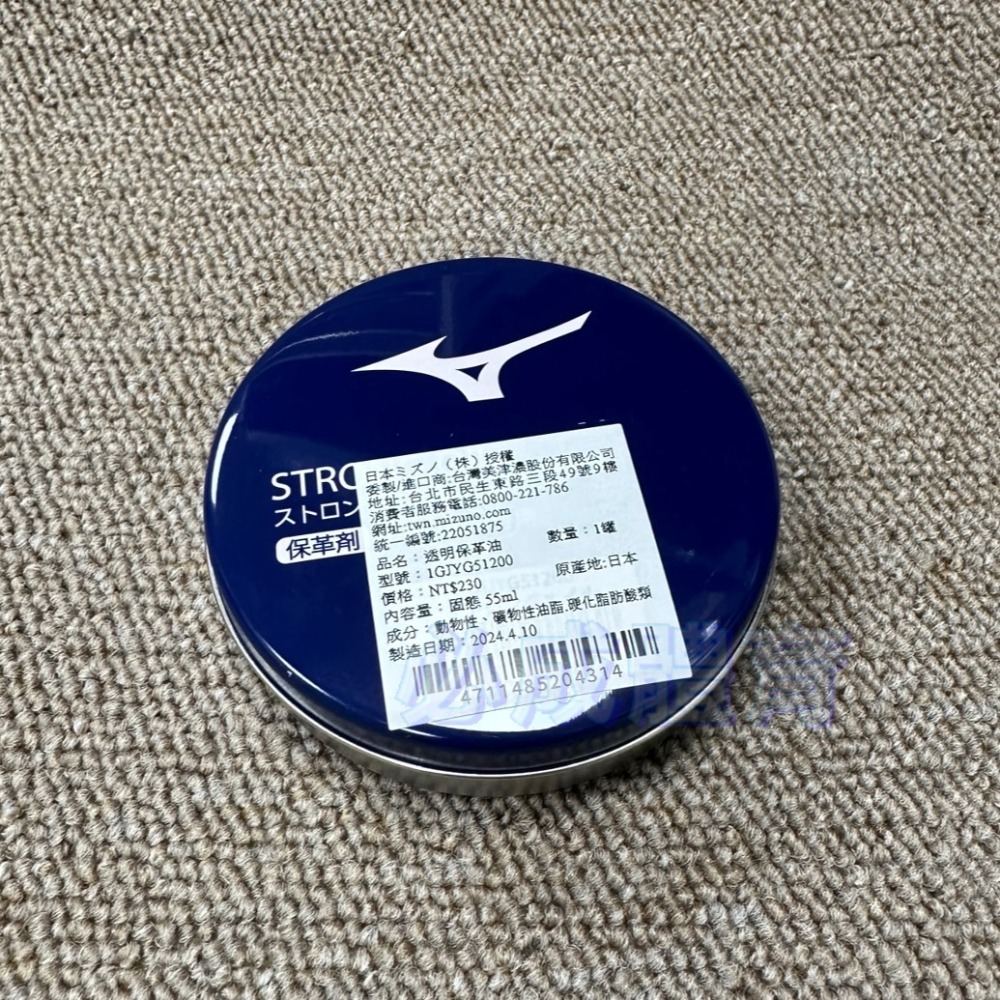 STRO
ストロン
保革剤
日本ミズノ（株）授權
委製/進口商:台灣美津濃股份有限公司
地址:台北市民生東路三段49號9樓
消費者服務電話:0800-221-786
網址:twn.mizuno.com
統一編號:22051875
品名：透明保革油 數量：1罐
型號：1GJYG51200
價格：NT$230 原產地:日本
內容量：固態 55ml
成分：動物性、礦物性油脂.硬化脂肪酸類
製造日期：2024.4.10
4711485204314
必成體育